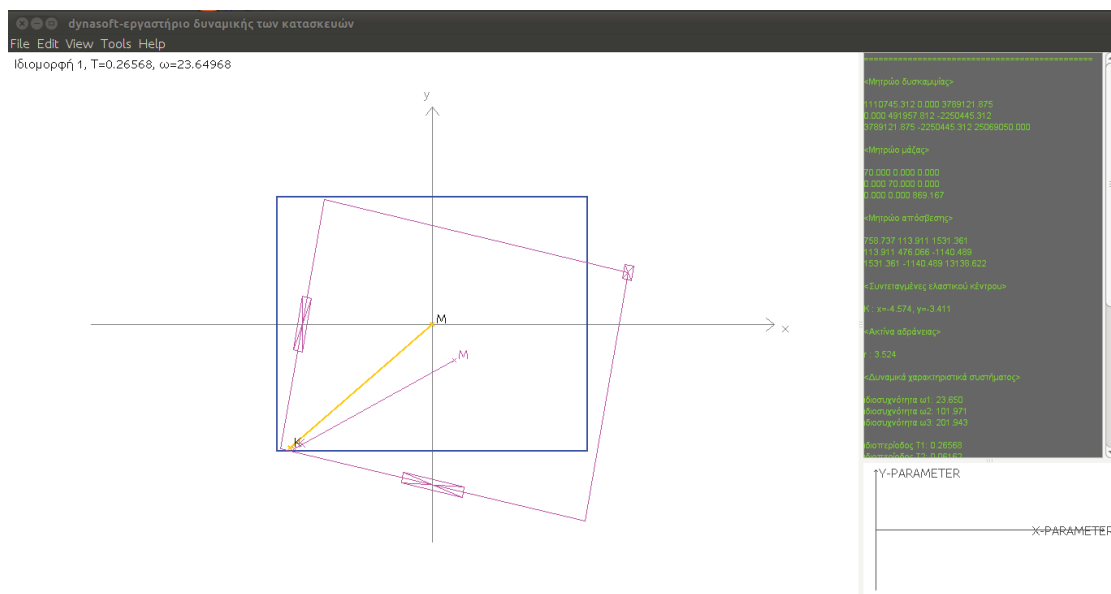 dynasoft-εργαστήριο δυναμικής των κατασκευών
File Edit View Tools Help
Ιδιομορφή 1, T=0.26568, ω=23.64968
y
M
x
M
K
==============================================
<Μητρώο δυσκαμψίας>
1110745.312 0.000 3789121.875
0.000 491957.812 -2250445.312
3789121.875 -2250445.312 25069050.000
<Μητρώο μάζας>
70.000 0.000 0.000
0.000 70.000 0.000
0.000 0.000 869.167
<Μητρώο απόσβεσης>
758.737 113.911 1531.361
113.911 476.066 -1140.489
1531.361 -1140.489 13138.622
<Συντεταγμένες ελαστικού κέντρου>
K : x=-4.574, y=-3.411
<Ακτίνα αδράνειας>
r : 3.524
<Δυναμικά χαρακτηριστικά συστήματος>
ιδιοσυχνότητα ω1: 23.650
ιδιοσυχνότητα ω2: 101.971
ιδιοσυχνότητα ω3: 201.943
ιδιοπερίοδος T1: 0.26568
ιδιοπερίοδος T2: 0.06162
Y-PARAMETER
X-PARAMETER